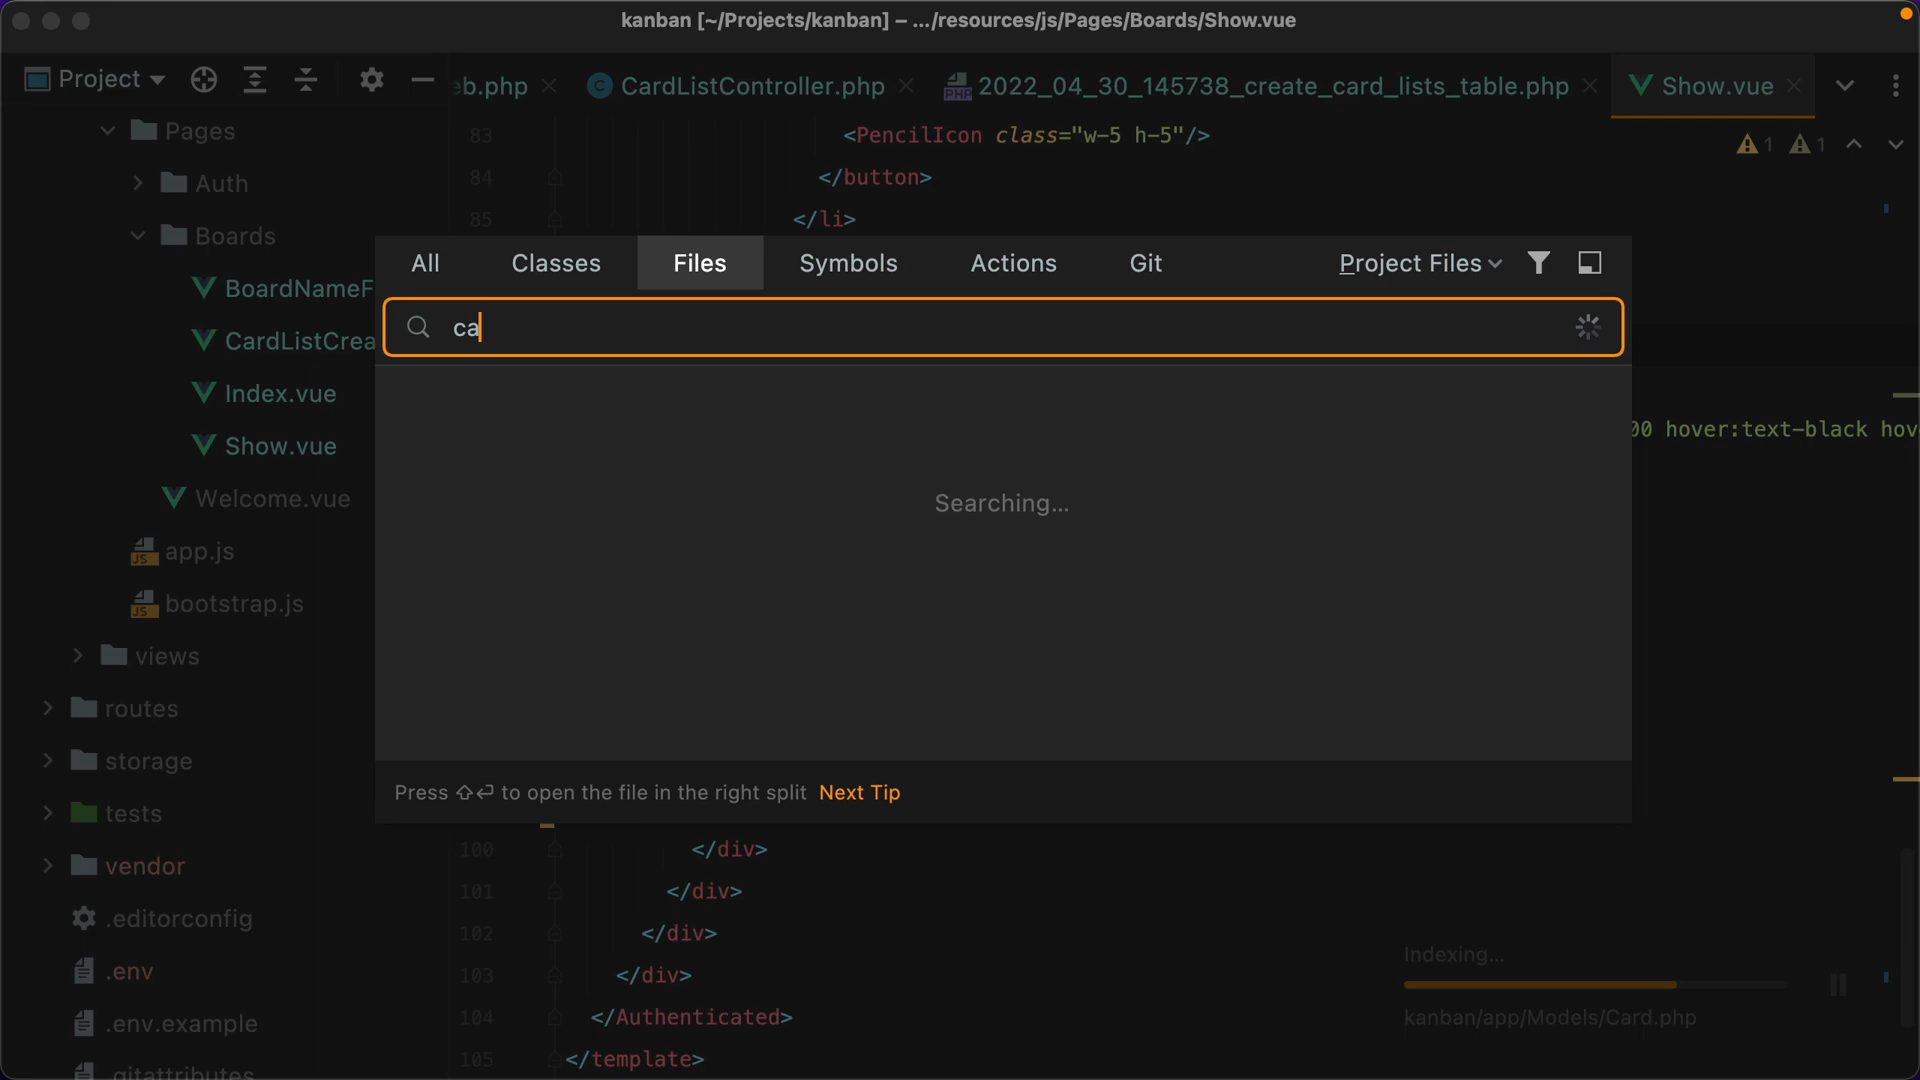 kanban [~/Projects/kanban] – .../resources/js/Pages/Boards/Show.vue
Project
eb.php
CardListController.php
2022_04_30_145738_create_card_lists_table.php
Show.vue
1
1
Pages
Auth
Boards
BoardNameF
CardListCrea
Index.vue
Show.vue
Welcome.vue
app.js
bootstrap.js
views
routes
storage
tests
vendor
.editorconfig
.env
.env.example
.gitattributes
83 <PencilIcon class="w-5 h-5"/>
84 </button>
85 </li>
All Classes Files Symbols Actions Git Project Files
ca
Searching...
00 hover:text-black hov
Press ⇧⏎ to open the file in the right split Next Tip
100 </div>
101 </div>
102 </div>
103 </div>
104 </Authenticated>
105 </template>
Indexing...
kanban/app/Models/Card.php